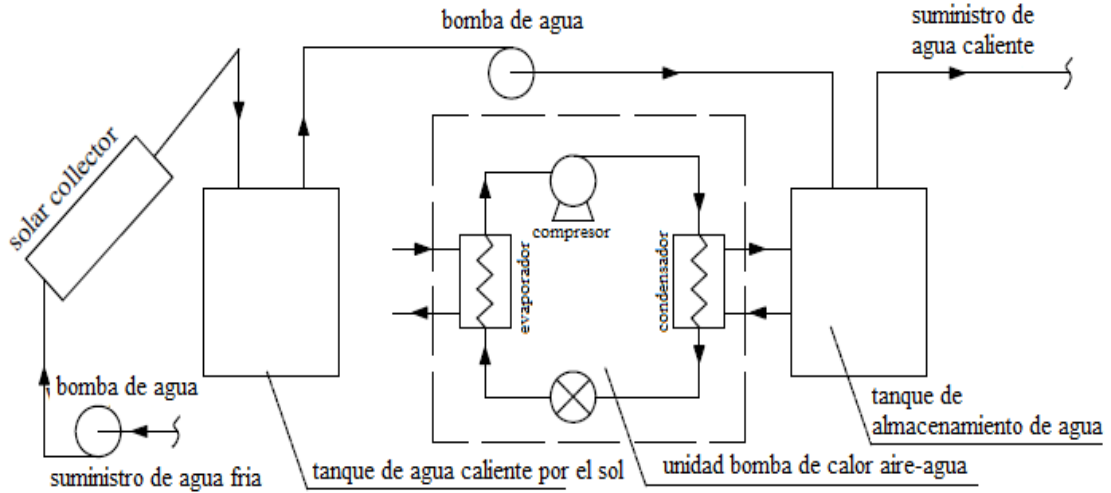 bomba de agua
suministro de
agua caliente
solar collector
compresor
evaporador
condensador
bomba de agua
suministro de agua fria
tanque de agua caliente por el sol
unidad bomba de calor aire-agua
tanque de
almacenamiento de agua